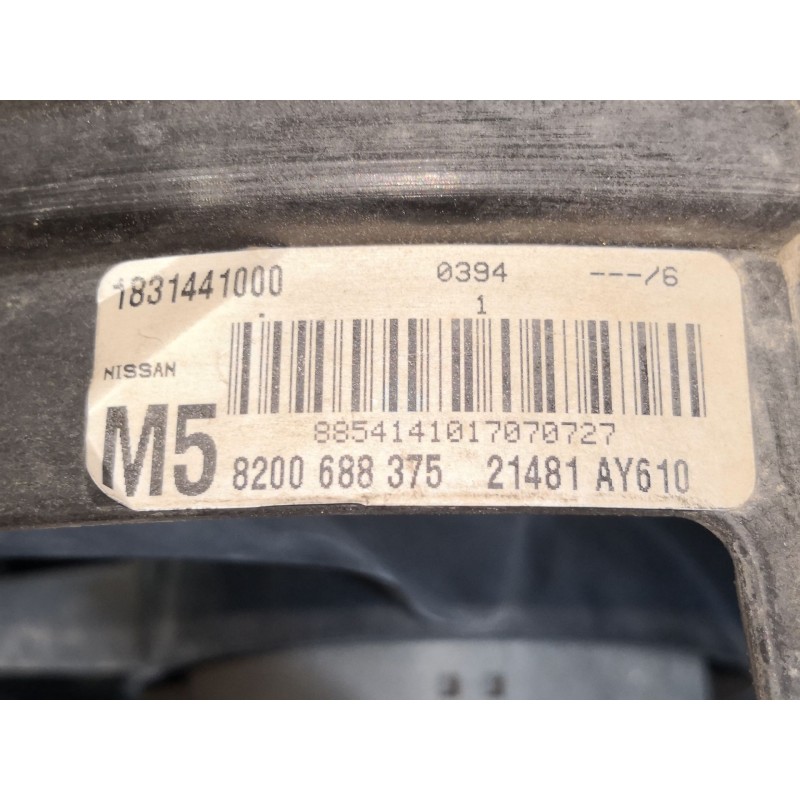 1831441000 0394 ---/6
1
NISSAN
M5
8854141017070727
8200 688 375 21481 AY610